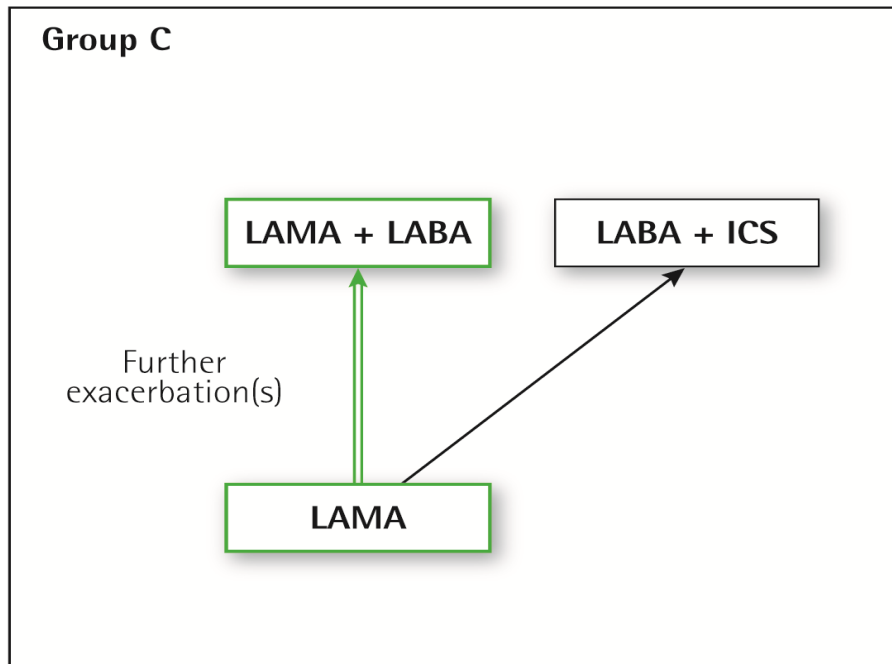 Group C
LAMA + LABA
LABA + ICS
Further
exacerbation(s)
LAMA